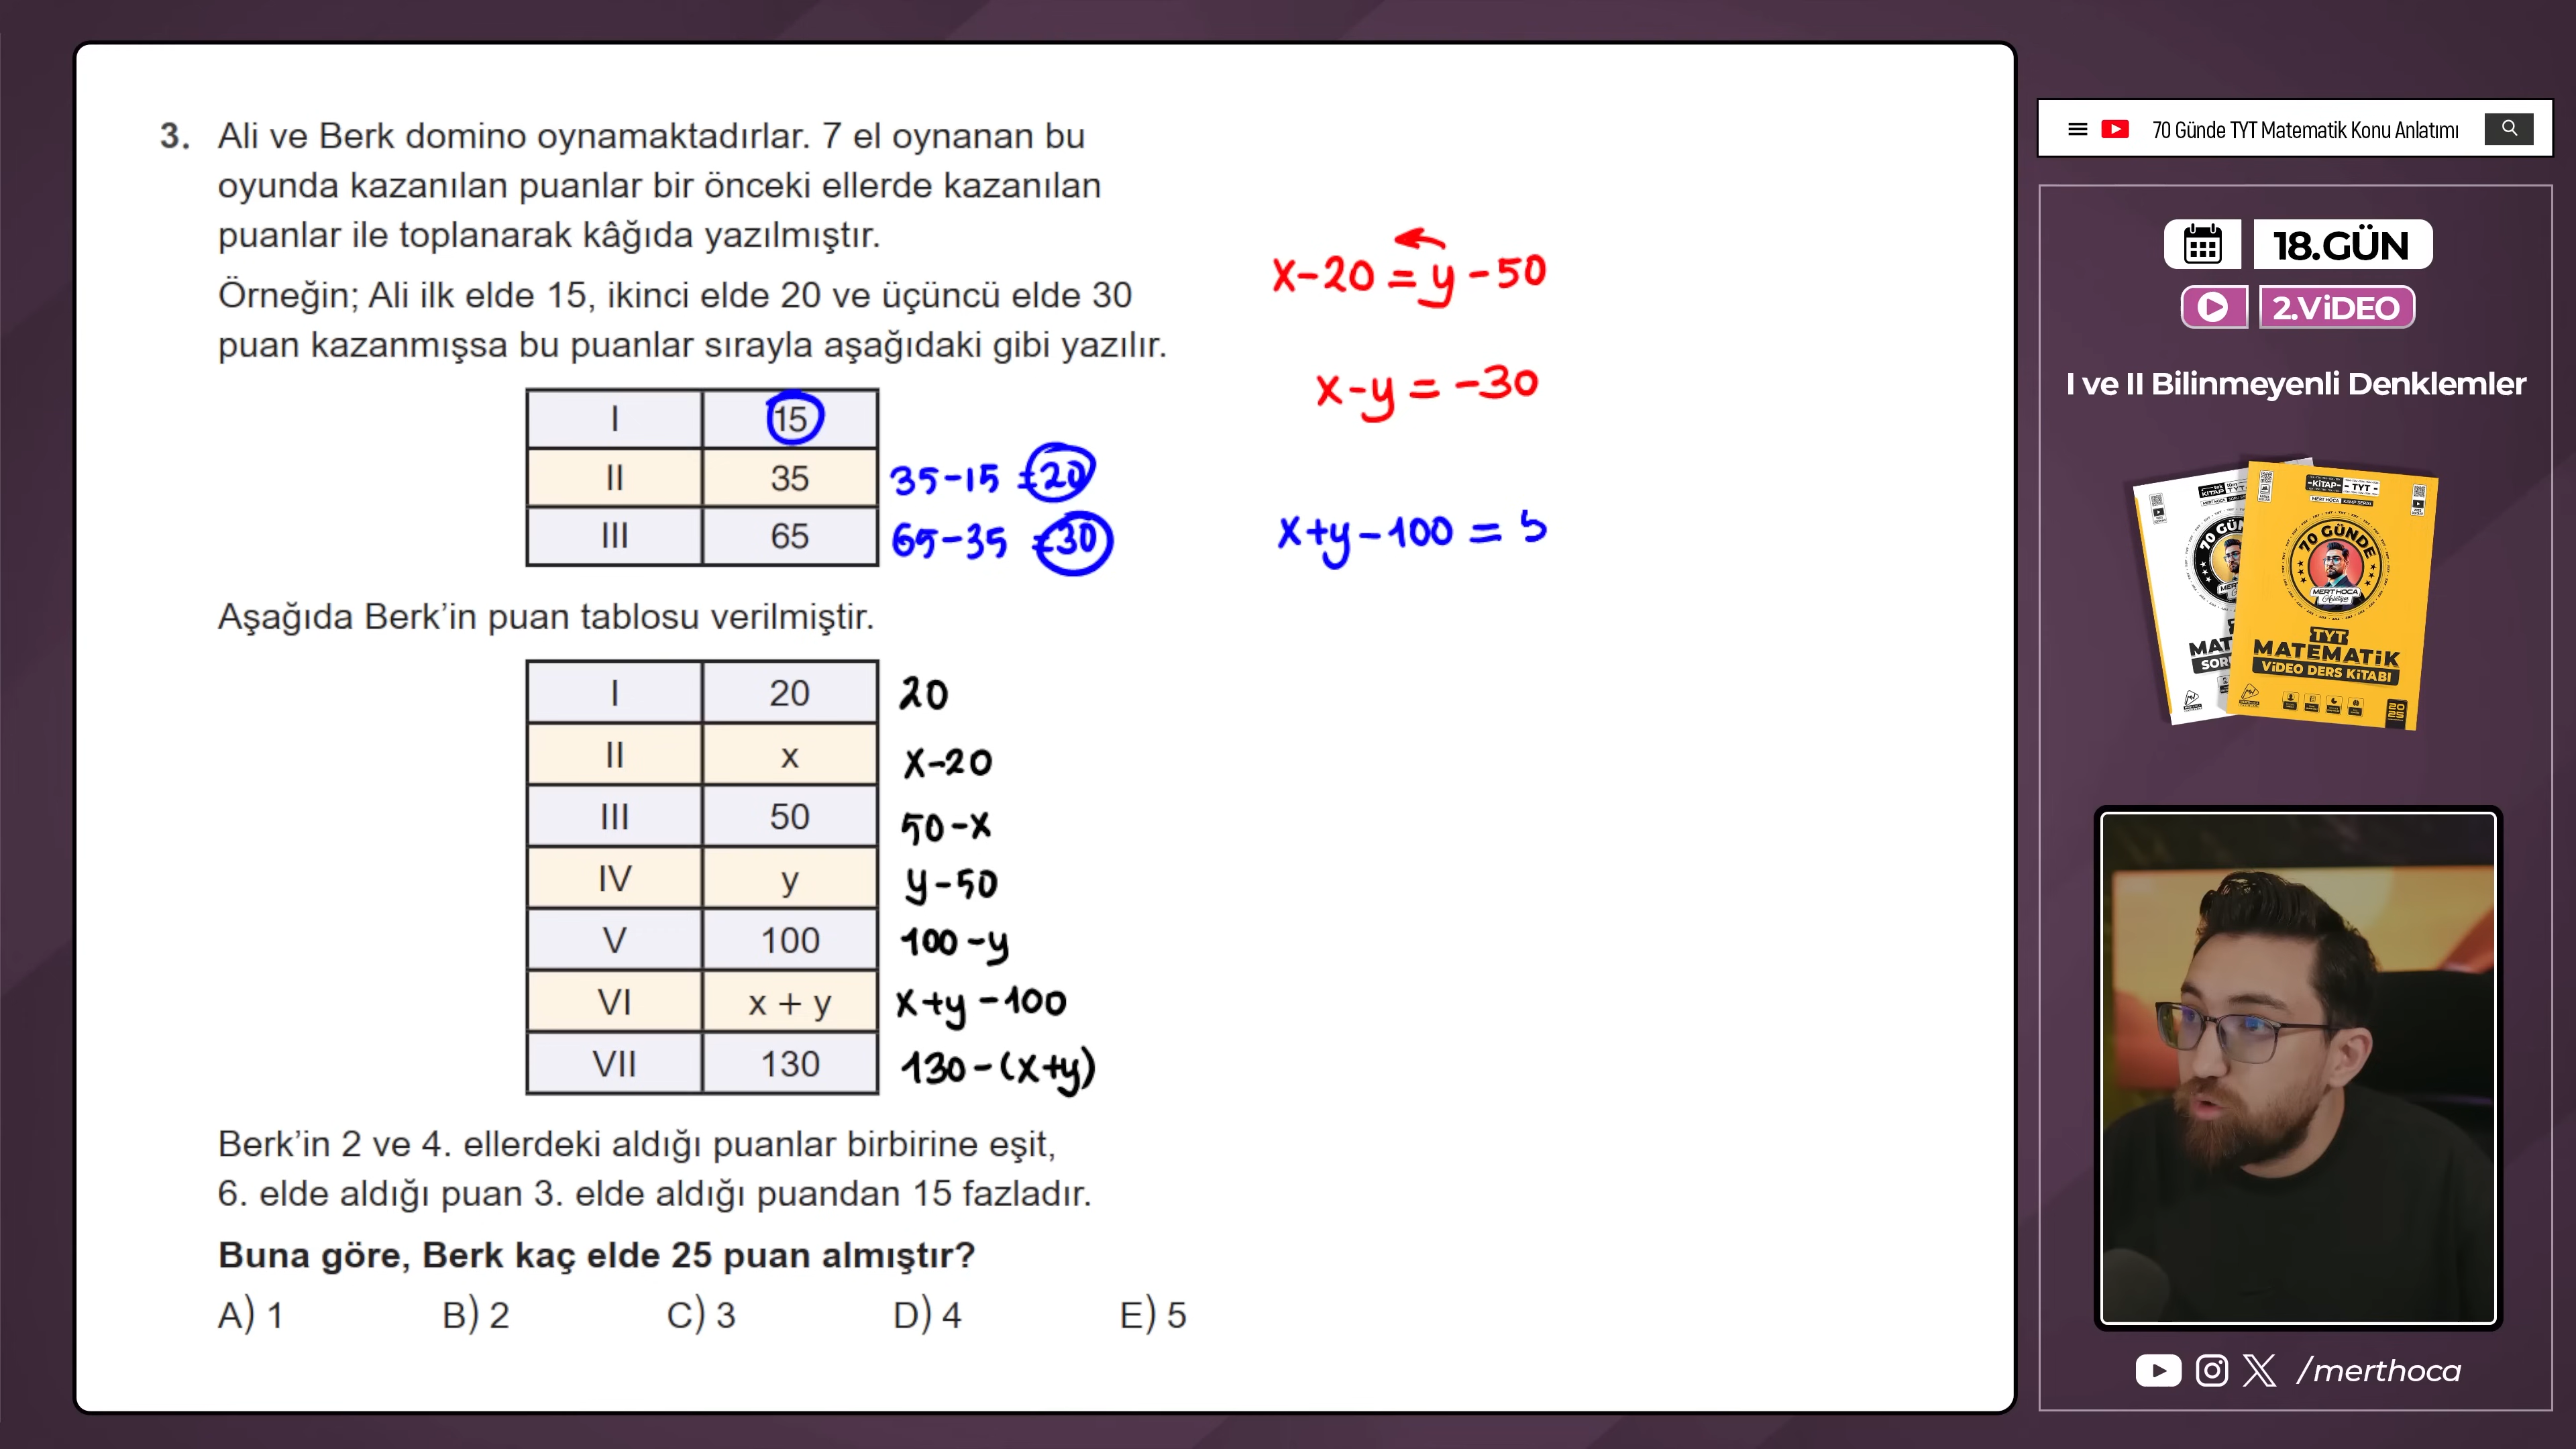 3. Ali ve Berk domino oynamaktadırlar. 7 el oynanan bu
oyunda kazanılan puanlar bir önceki ellerde kazanılan
puanlar ile toplanarak kâğıda yazılmıştır.
Örneğin; Ali ilk elde 15, ikinci elde 20 ve üçüncü elde 30
puan kazanmışsa bu puanlar sırayla aşağıdaki gibi yazılır.
I 15
II 35 35-15 =20
III 65 65-35 =30
Aşağıda Berk'in puan tablosu verilmiştir.
I 20 20
II x x-20
III 50 50-x
IV y y-50
V 100 100-y
VI x + y x+y-100
VII 130 130-(x+y)
Berk'in 2 ve 4. ellerdeki aldığı puanlar birbirine eşit,
6. elde aldığı puan 3. elde aldığı puandan 15 fazladır.
Buna göre, Berk kaç elde 25 puan almıştır?
A) 1 B) 2 C) 3 D) 4 E) 5
x-20 = y-50
x-y = -30
x+y-100 = 5
70 Günde TYT Matematik Konu Anlatımı
18.GÜN
2.ViDEO
I ve II Bilinmeyenli Denklemler
KiTAP
TYT
70 GÜNDE
MERT HOCA
TYT
MATEMATiK
ViDEO DERS KiTABI
2025
/merthoca